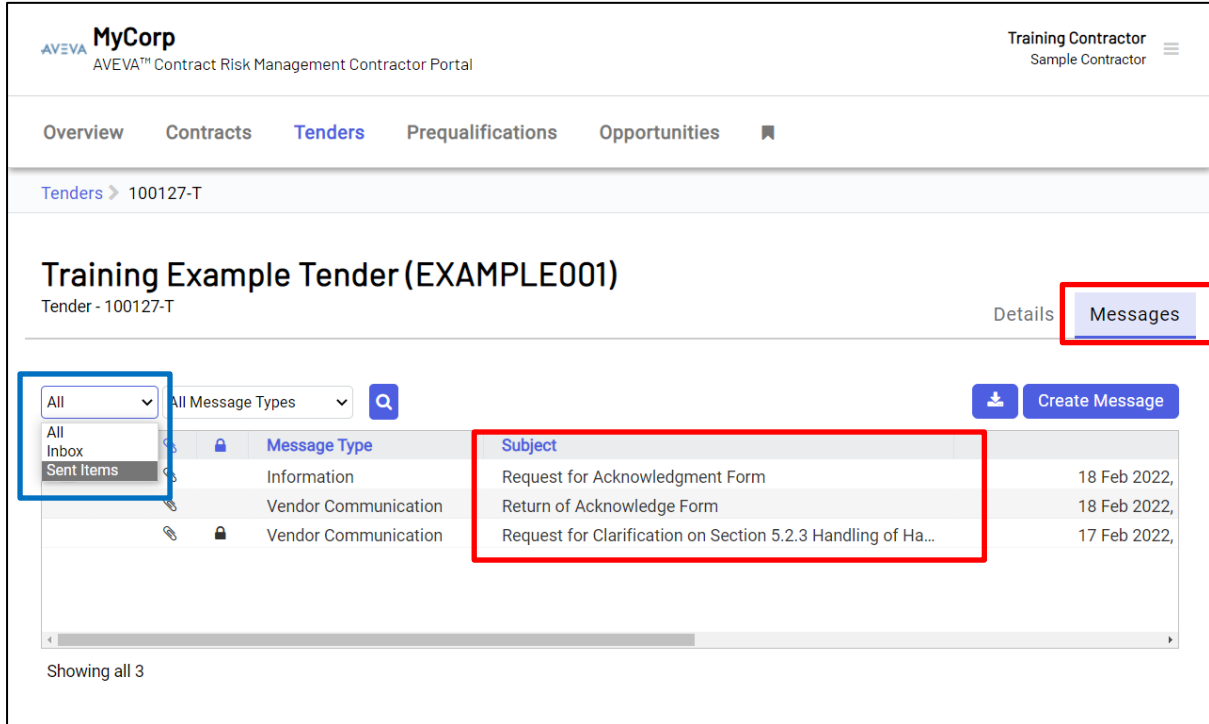 AVEVA MyCorp
AVEVA™ Contract Risk Management Contractor Portal
Training Contractor
Sample Contractor
Overview Contracts Tenders Prequalifications Opportunities
Tenders > 100127-T
Training Example Tender (EXAMPLE001)
Tender - 100127-T
Details Messages
All All Message Types Create Message
All
Inbox
Sent Items
Message Type Subject
Information Request for Acknowledgment Form 18 Feb 2022,
Vendor Communication Return of Acknowledge Form 18 Feb 2022,
Vendor Communication Request for Clarification on Section 5.2.3 Handling of Ha... 17 Feb 2022,
Showing all 3